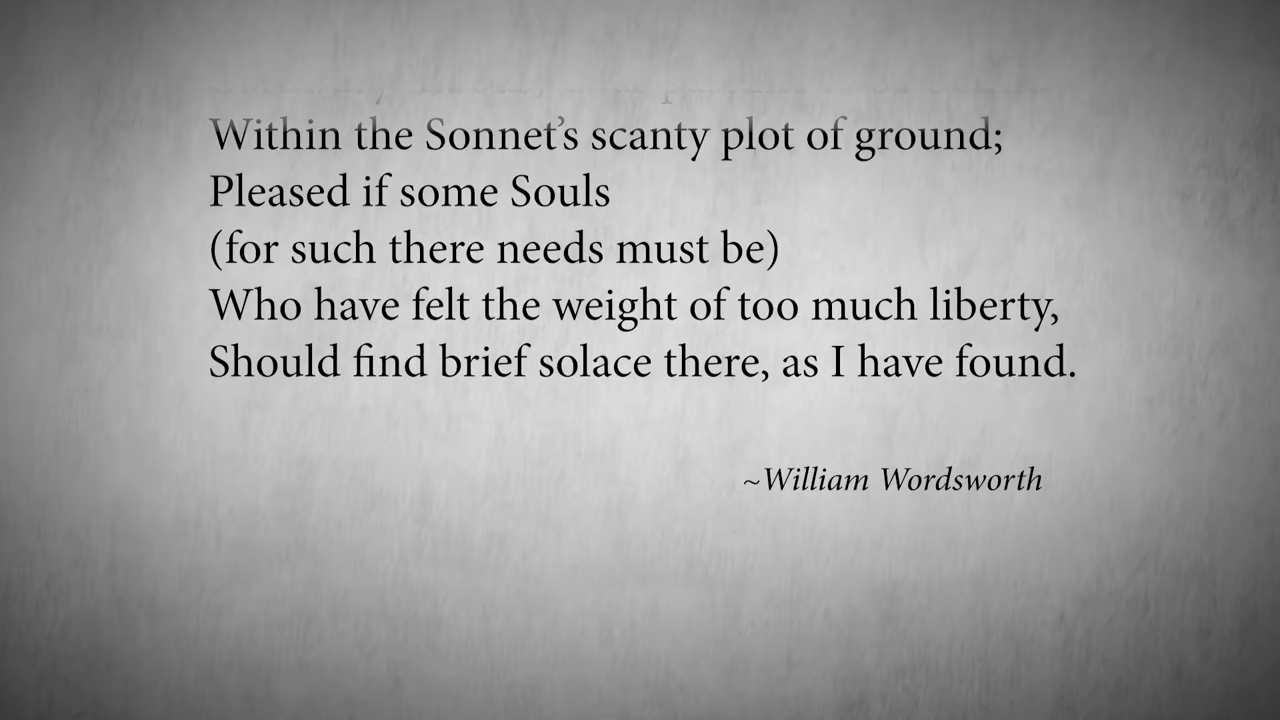 Within the Sonnet’s scanty plot of ground;
Pleased if some Souls
(for such there needs must be)
Who have felt the weight of too much liberty,
Should find brief solace there, as I have found.
~William Wordsworth